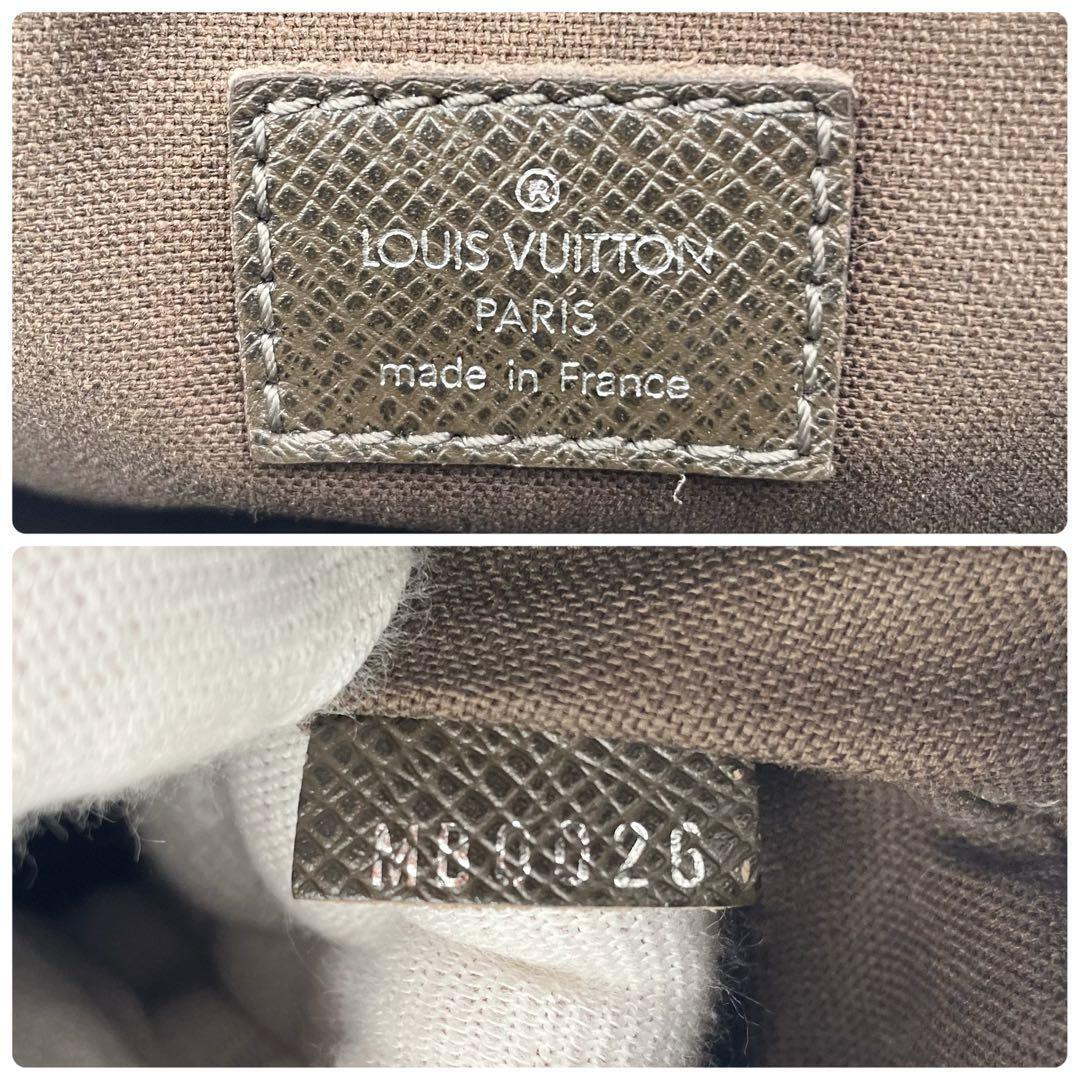 ®
LOUIS VUITTON
PARIS
made in France
MB0026